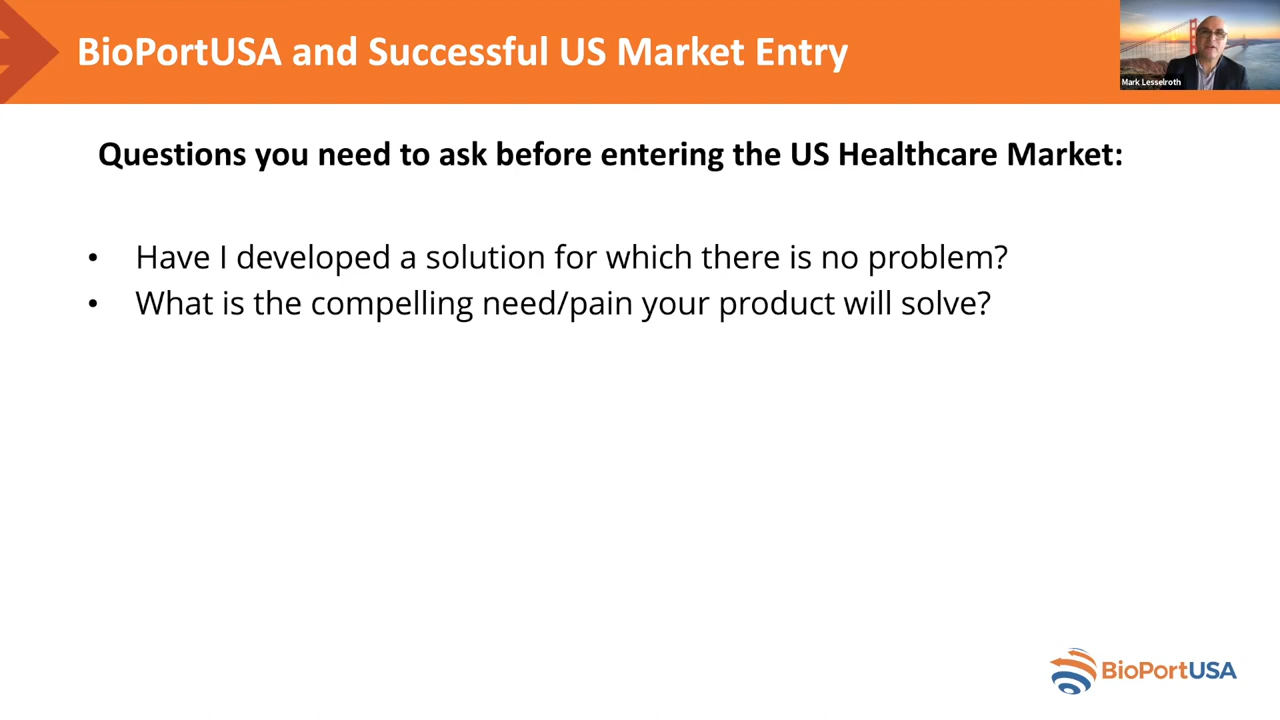 BioPortUSA and Successful US Market Entry
Mark Lesselroth
Questions you need to ask before entering the US Healthcare Market:
• Have I developed a solution for which there is no problem?
• What is the compelling need/pain your product will solve?
BioPortUSA